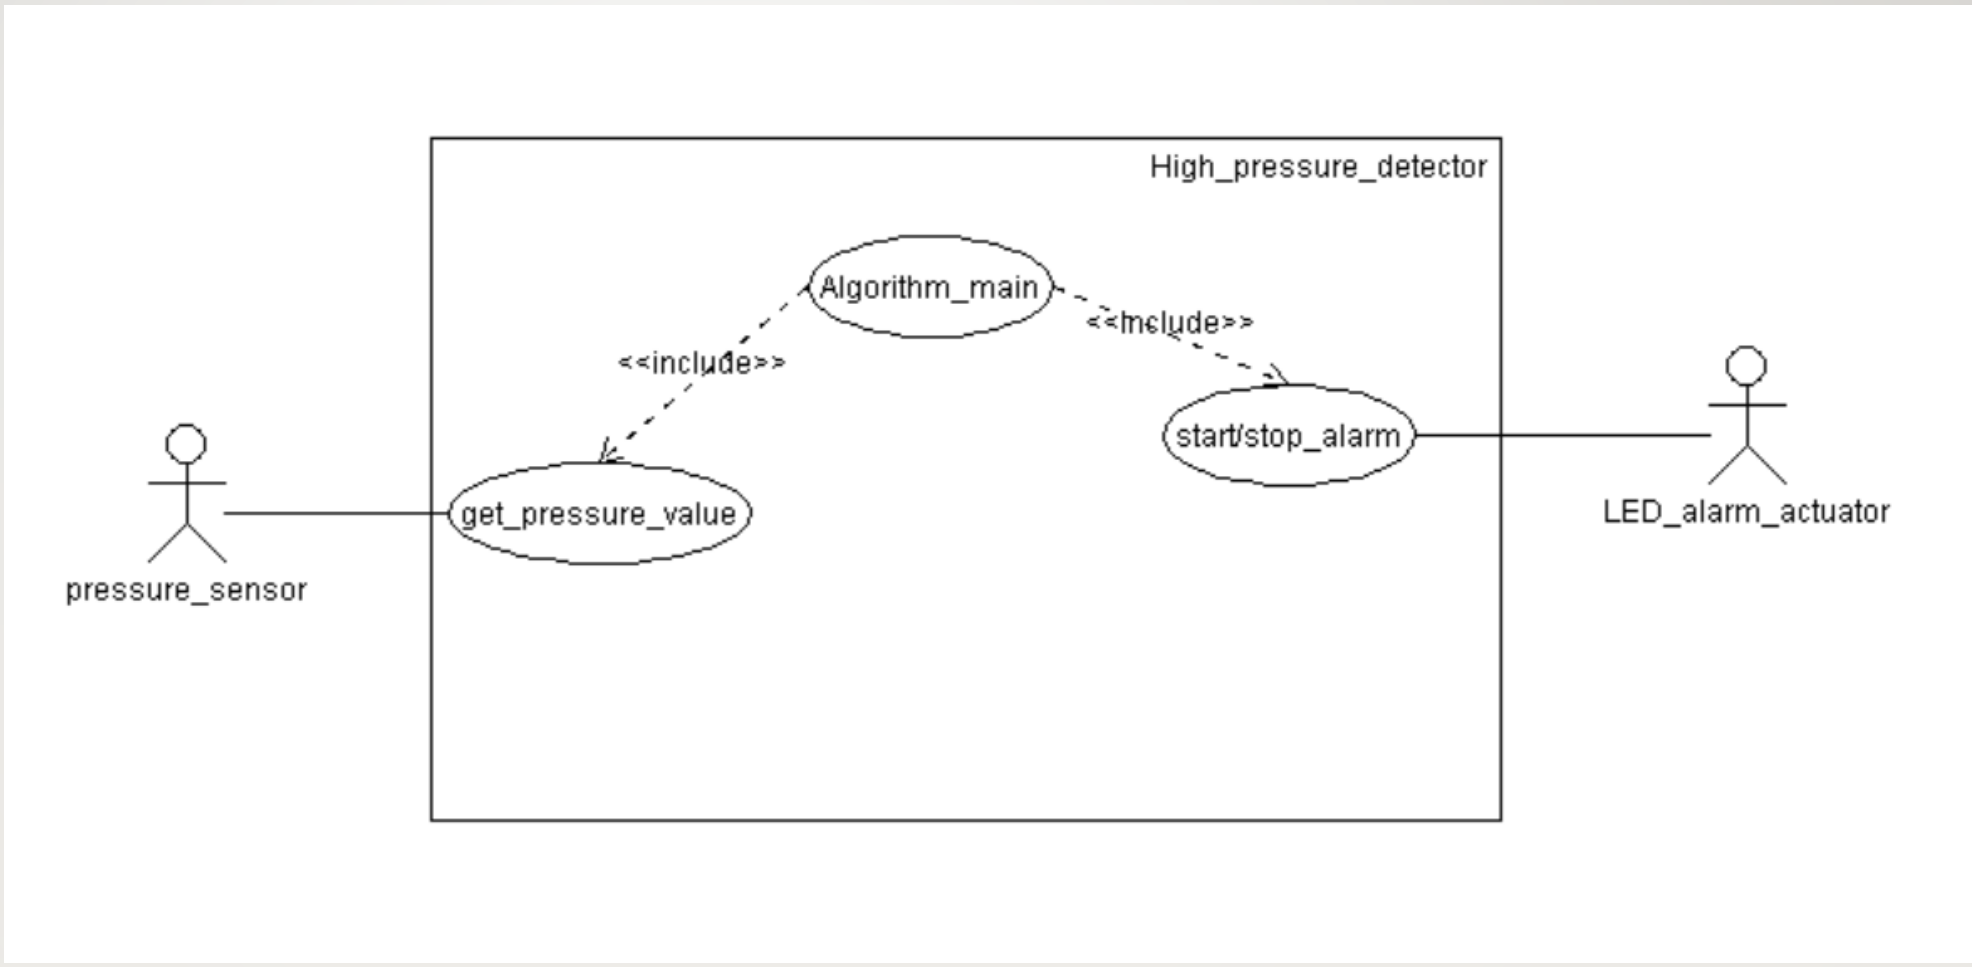 High_pressure_detector
Algorithm_main
<<include>>
<<include>>
start/stop_alarm
get_pressure_value
LED_alarm_actuator
pressure_sensor